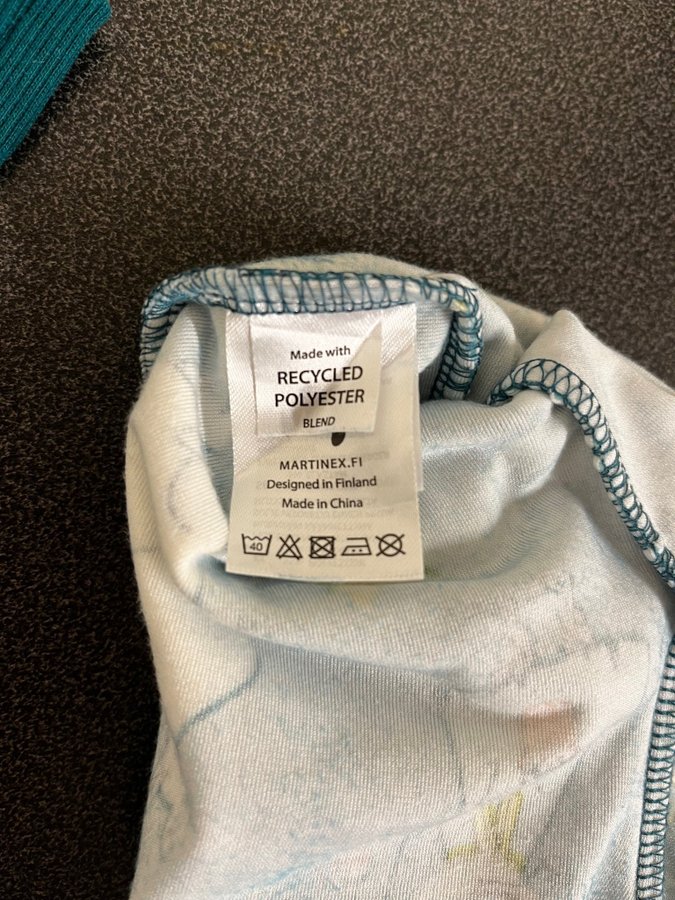 Made with
RECYCLED
POLYESTER
BLEND
MARTINEX.FI
Designed in Finland
Made in China
40